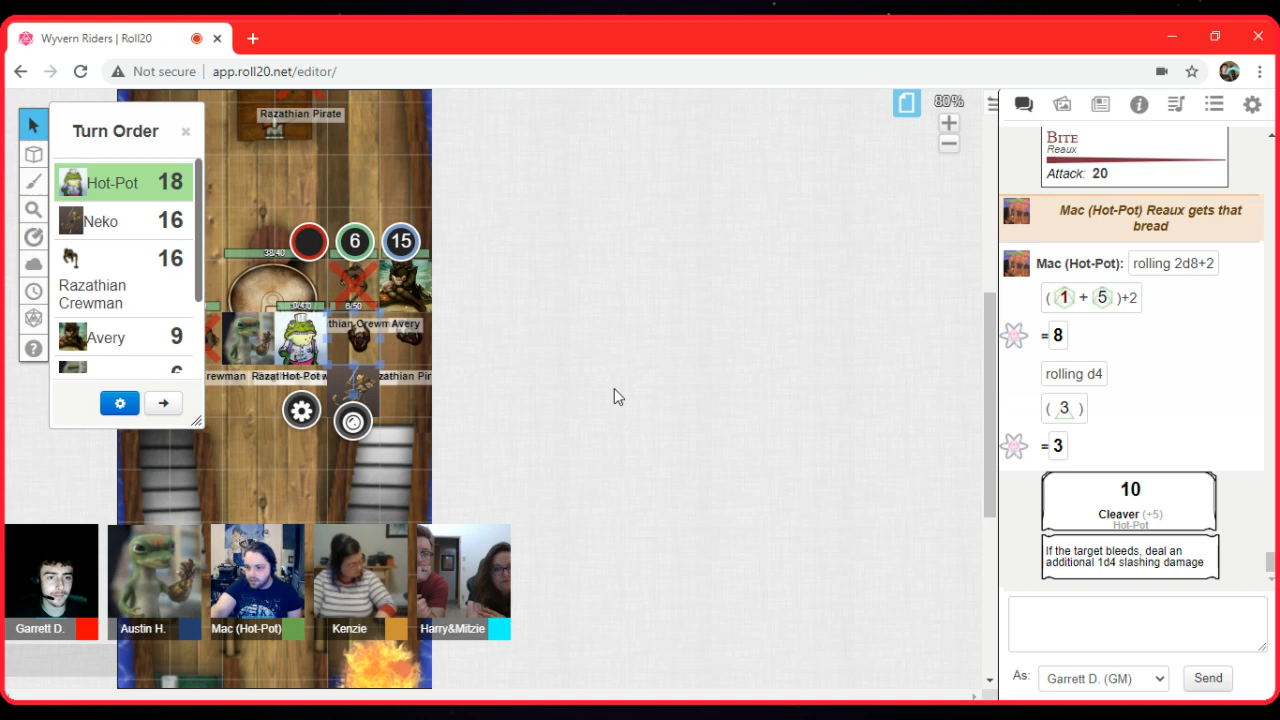 Wyvern Riders | Roll20
Not secure
app.roll20.net/editor/
Turn Order
Hot-Pot 18
Neko 16
16
Razathian
Crewman
Avery 9
Razathian Pirate
80%
6
15
38/40
6/50
Avery
Hot-Pot
Garrett D.
Austin H.
Mac (Hot-Pot)
Kenzie
Harry&Mitzie
BITE
Reaux
Attack: 20
Mac (Hot-Pot) Reaux gets that
bread
Mac (Hot-Pot): rolling 2d8+2
(1 + 5)+2
=8
rolling d4
( 3 )
=3
10
Cleaver (+5)
Hot-Pot
If the target bleeds, deal an
additional 1d4 slashing damage
As:
Garrett D. (GM)
Send